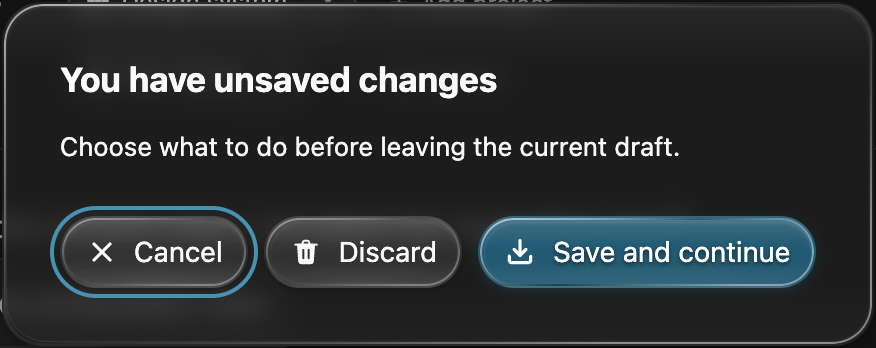 You have unsaved changes
Choose what to do before leaving the current draft.
Cancel Discard Save and continue